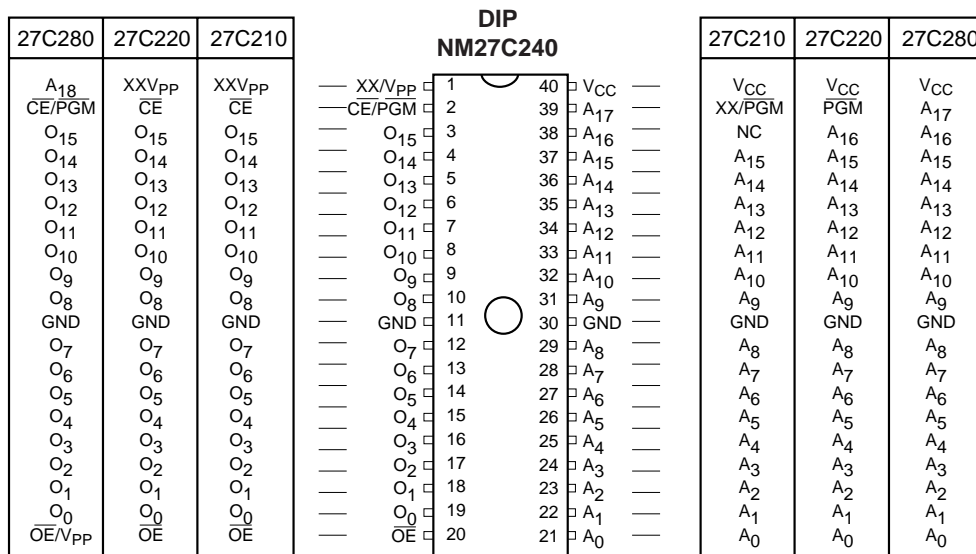 DIP
NM27C240
27C280 27C220 27C210 27C210 27C220 27C280
A18 XXVPP XXVPP XX/VPP 1 40 VCC VCC VCC VCC
CE/PGM CE CE CE/PGM 2 39 A17 XX/PGM PGM A17
O15 O15 O15 O15 3 38 A16 NC A16 A16
O14 O14 O14 O14 4 37 A15 A15 A15 A15
O13 O13 O13 O13 5 36 A14 A14 A14 A14
O12 O12 O12 O12 6 35 A13 A13 A13 A13
O11 O11 O11 O11 7 34 A12 A12 A12 A12
O10 O10 O10 O10 8 33 A11 A11 A11 A11
O9 O9 O9 O9 9 32 A10 A10 A10 A10
O8 O8 O8 O8 10 31 A9 A9 A9 A9
GND GND GND GND 11 30 GND GND GND GND
O7 O7 O7 O7 12 29 A8 A8 A8 A8
O6 O6 O6 O6 13 28 A7 A7 A7 A7
O5 O5 O5 O5 14 27 A6 A6 A6 A6
O4 O4 O4 O4 15 26 A5 A5 A5 A5
O3 O3 O3 O3 16 25 A4 A4 A4 A4
O2 O2 O2 O2 17 24 A3 A3 A3 A3
O1 O1 O1 O1 18 23 A2 A2 A2 A2
O0 O0 O0 O0 19 22 A1 A1 A1 A1
OE/VPP OE OE OE 20 21 A0 A0 A0 A0